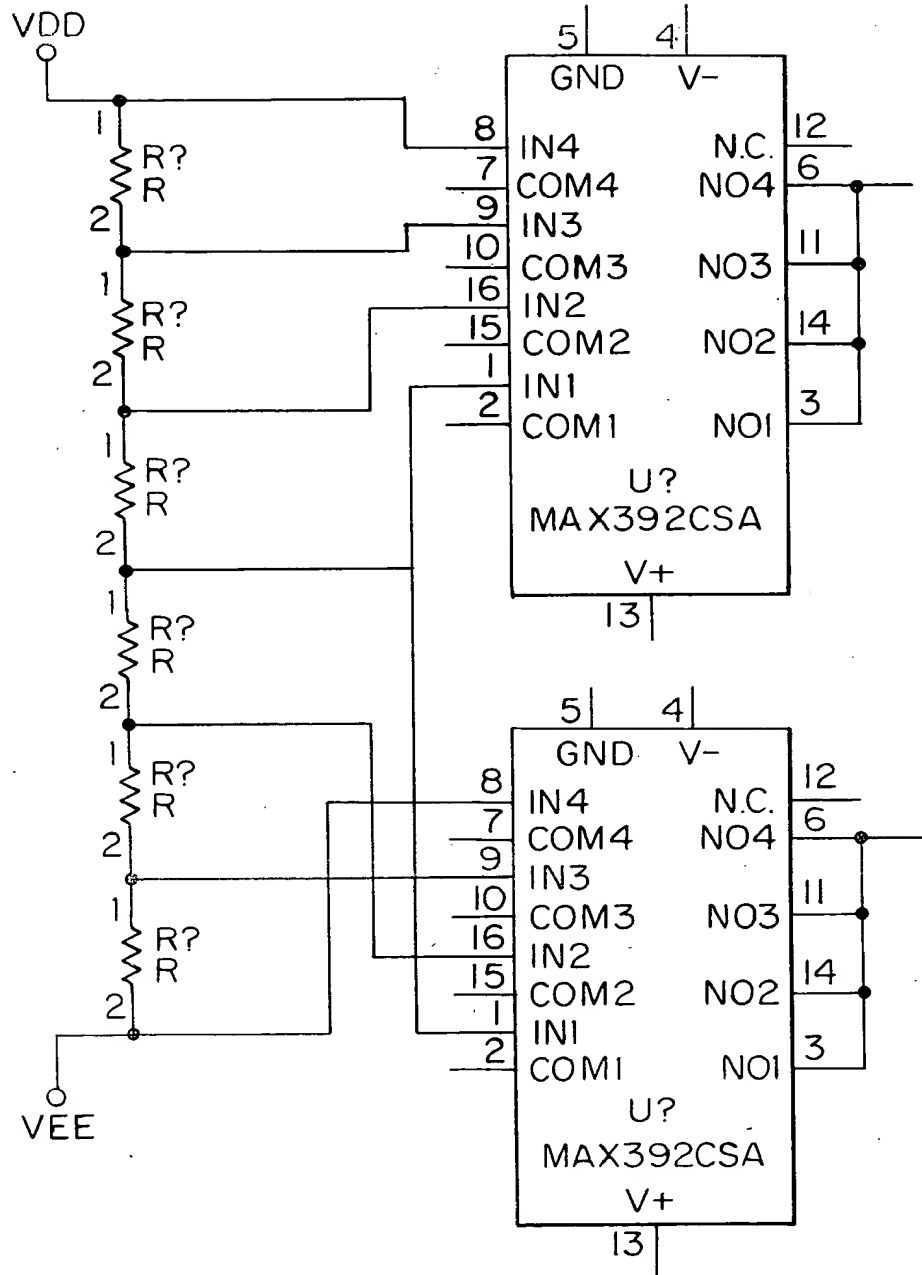 VDD
1
R?
R
2
1
R?
R
2
1
R?
R
2
1
R?
R
2
1
R?
R
2
1
R?
R
2
VEE
5
4
GND
V-
8
IN4
7
COM4
9
IN3
10
COM3
16
IN2
15
COM2
1
IN1
2
COM1
N.C.
12
NO4
6
NO3
11
NO2
14
NO1
3
U?
MAX392CSA
V+
13
5
4
GND
V-
8
IN4
7
COM4
9
IN3
10
COM3
16
IN2
15
COM2
1
IN1
2
COM1
N.C.
12
NO4
6
NO3
11
NO2
14
NO1
3
U?
MAX392CSA
V+
13